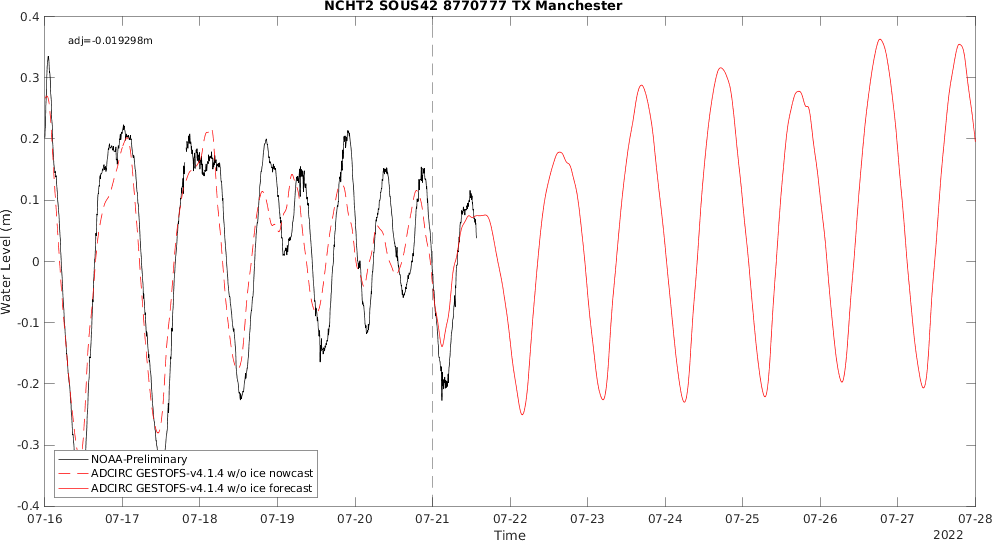 NCHT2 SOUS42 8770777 TX Manchester
adj=-0.019298m
0.4
0.3
0.2
0.1
0
-0.1
-0.2
-0.3
-0.4
Water Level (m)
NOAA-Preliminary
ADCIRC GESTOFS-v4.1.4 w/o ice nowcast
ADCIRC GESTOFS-v4.1.4 w/o ice forecast
07-16 07-17 07-18 07-19 07-20 07-21 07-22 07-23 07-24 07-25 07-26 07-27 07-28
Time
2022